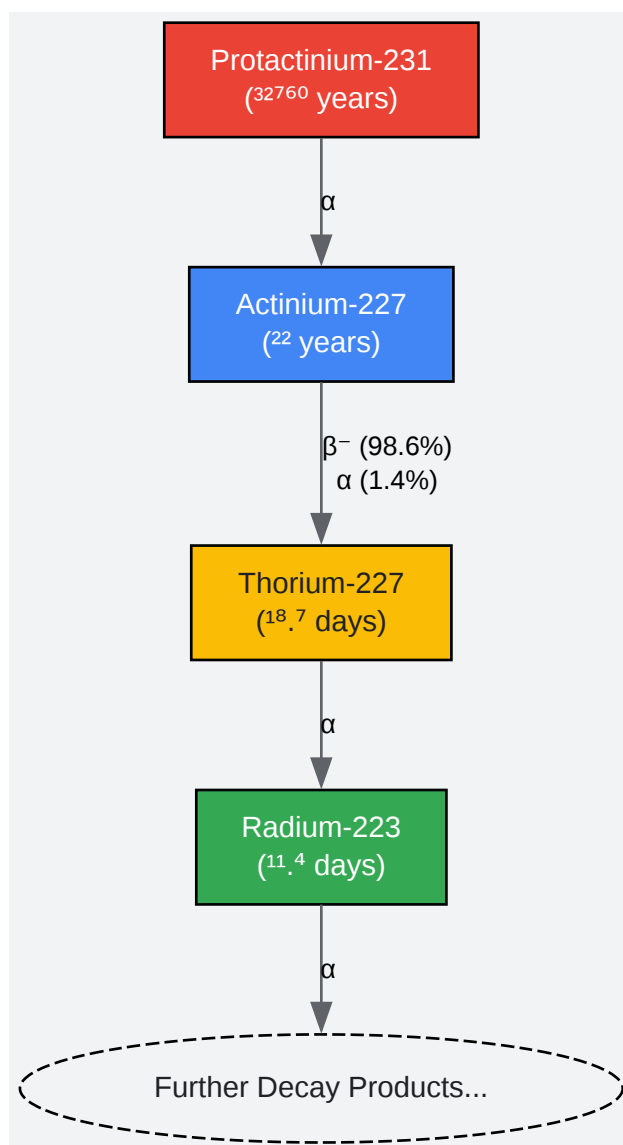 Protactinium-231
(³²⁷⁶⁰ years)
α
Actinium-227
(²² years)
β⁻ (98.6%)
α (1.4%)
Thorium-227
(¹⁸.⁷ days)
α
Radium-223
(¹¹.⁴ days)
α
Further Decay Products...